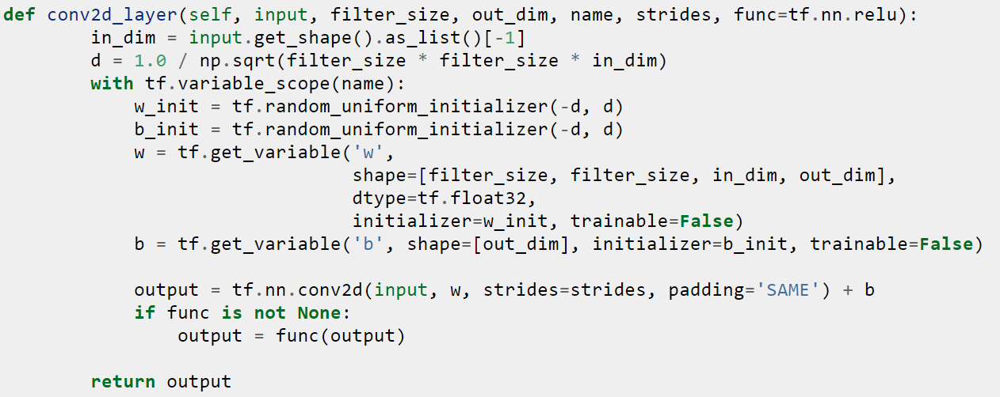 def conv2d_layer(self, input, filter_size, out_dim, name, strides, func=tf.nn.relu):
        in_dim = input.get_shape().as_list()[-1]
        d = 1.0 / np.sqrt(filter_size * filter_size * in_dim)
        with tf.variable_scope(name):
            w_init = tf.random_uniform_initializer(-d, d)
            b_init = tf.random_uniform_initializer(-d, d)
            w = tf.get_variable('w',
                                shape=[filter_size, filter_size, in_dim, out_dim],
                                dtype=tf.float32,
                                initializer=w_init, trainable=False)
            b = tf.get_variable('b', shape=[out_dim], initializer=b_init, trainable=False)

            output = tf.nn.conv2d(input, w, strides=strides, padding='SAME') + b
            if func is not None:
                output = func(output)

        return output